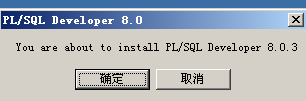 PL/SQL Developer 8.0
You are about to install PL/SQL Developer 8.0.3
确定
取消